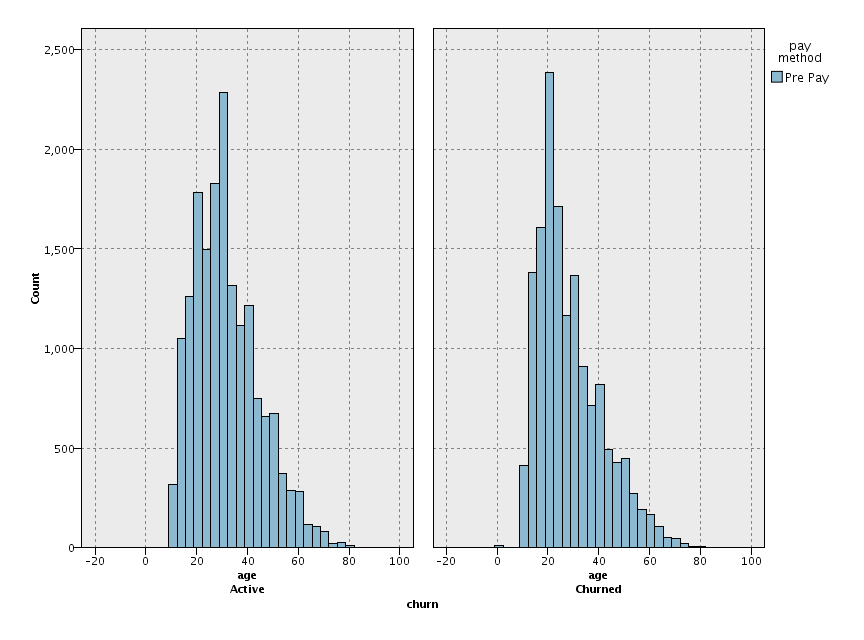 pay
method
Pre Pay
Count
2,500
2,000
1,500
1,000
500
0
-20 0 20 40 60 80 100
-20 0 20 40 60 80 100
age
Active
age
Churned
churn